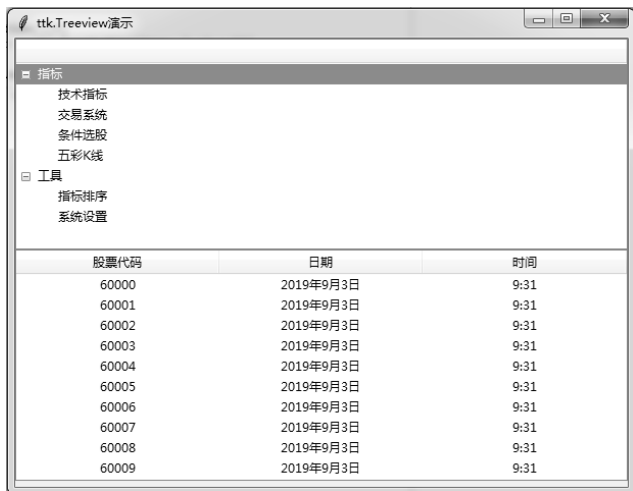 ttk.Treeview演示
指标
技术指标
交易系统
条件选股
五彩K线
工具
指标排序
系统设置
股票代码 日期 时间
60000 2019年9月3日 9:31
60001 2019年9月3日 9:31
60002 2019年9月3日 9:31
60003 2019年9月3日 9:31
60004 2019年9月3日 9:31
60005 2019年9月3日 9:31
60006 2019年9月3日 9:31
60007 2019年9月3日 9:31
60008 2019年9月3日 9:31
60009 2019年9月3日 9:31